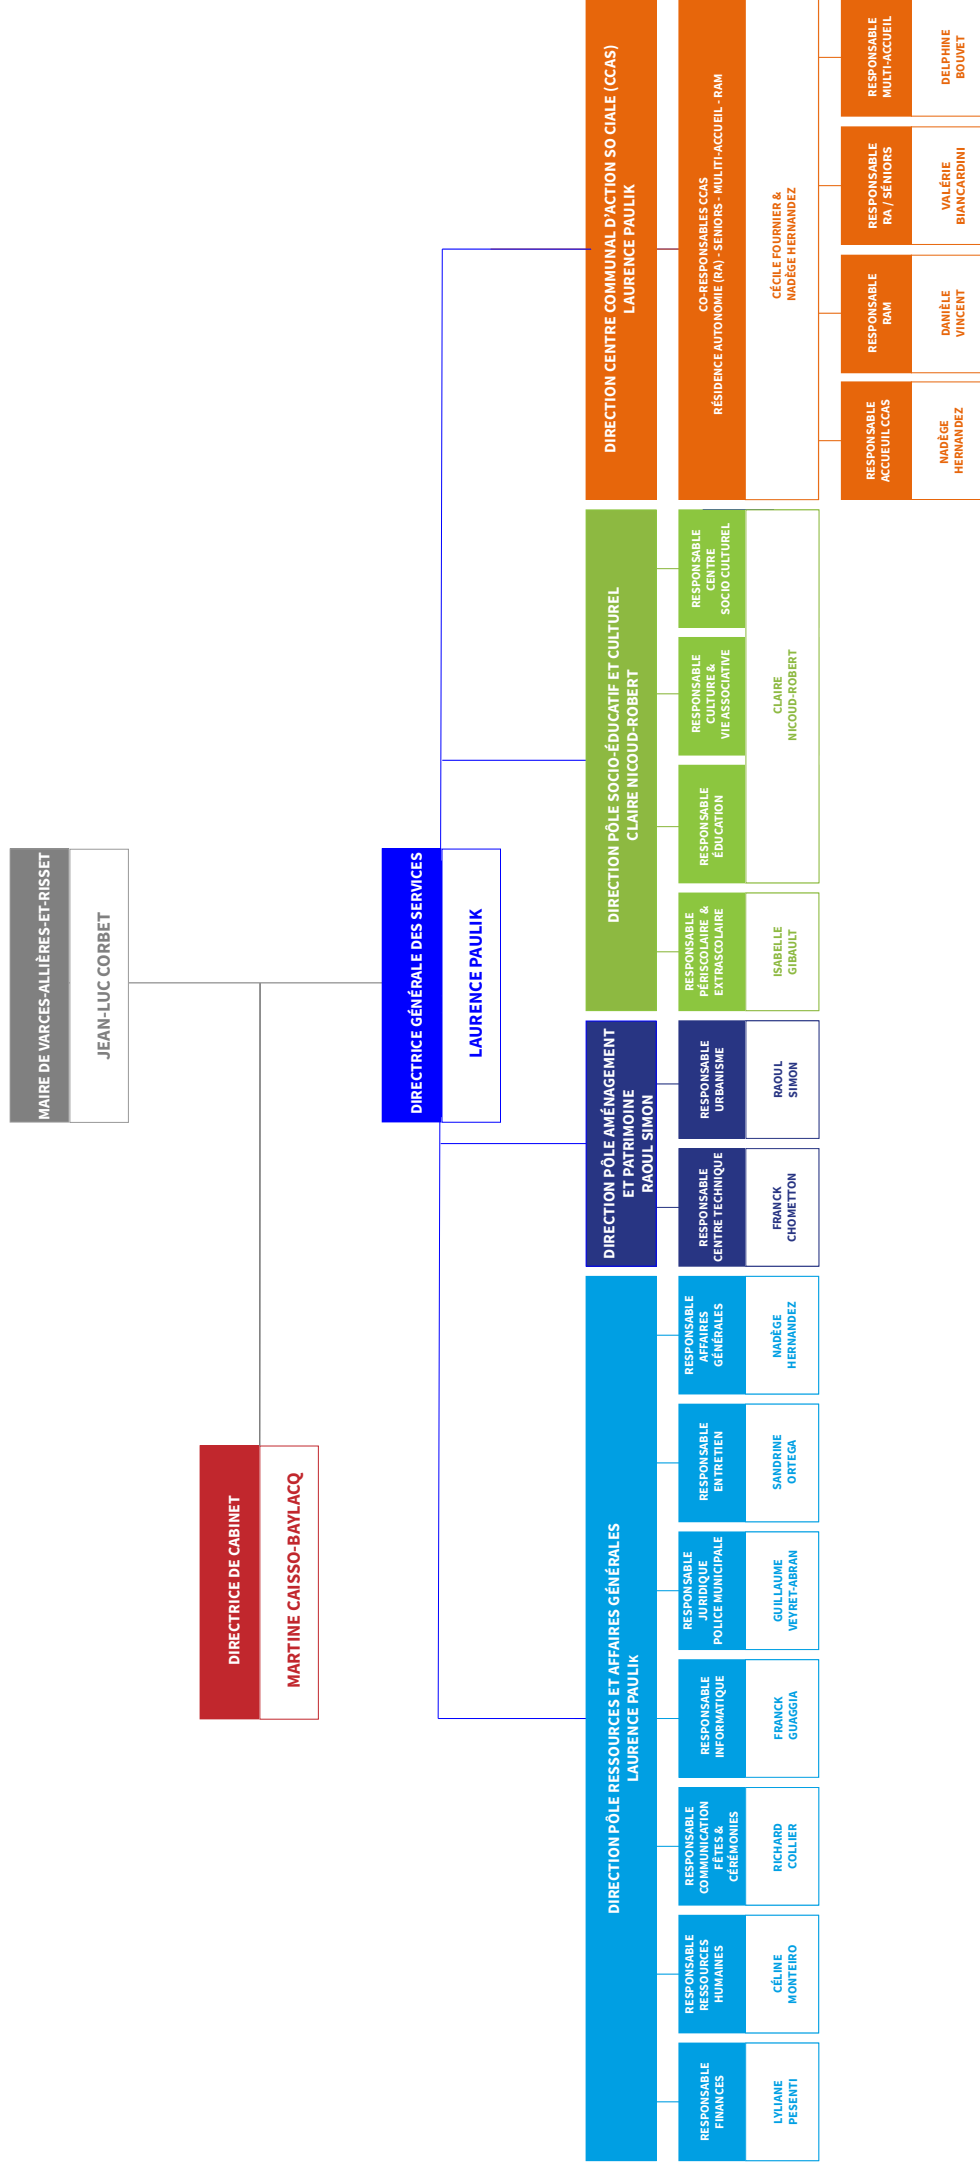 MAIRE DE VARCES-ALLIÈRES-ET-RISSET
JEAN-LUC CORBET
DIRECTRICE DE CABINET
MARTINE CAISSO-BAYLACQ
DIRECTRICE GÉNÉRALE DES SERVICES
LAURENCE PAULIK
DIRECTION PÔLE RESSOURCES ET AFFAIRES GÉNÉRALES
LAURENCE PAULIK
DIRECTION PÔLE AMÉNAGEMENT
ET PATRIMOINE
RAOUL SIMON
DIRECTION PÔLE SOCIO-ÉDUCATIF ET CULTUREL
CLAIRE NICOUD-ROBERT
DIRECTION CENTRE COMMUNAL D'ACTION SO CIALE (CCAS)
LAURENCE PAULIK
RESPONSABLE
FINANCES
LYLIANE
PESENTI
RESPONSABLE
RESSOURCES
HUMAINES
CÉLINE
MONTEIRO
RESPONSABLE
COMMUNICATION
FÊTES &
CÉRÉMONIES
RICHARD
COLLIER
RESPONSABLE
INFORMATIQUE
FRANCK
GUAGGIA
RESPONSABLE
JURIDIQUE
POLICE MUNICIPALE
GUILLAUME
VEYRET-ABRAN
RESPONSABLE
ENTRETIEN
SANDRINE
ORTEGA
RESPONSABLE
AFFAIRES
GÉNÉRALES
NADÈGE
HERNANDEZ
RESPONSABLE
CENTRE TECHNIQUE
FRANCK
CHOMETTON
RESPONSABLE
URBANISME
RAOUL
SIMON
RESPONSABLE
PÉRISCOLAIRE &
EXTRASCOLAIRE
ISABELLE
GIBAULT
RESPONSABLE
ÉDUCATION
RESPONSABLE
CULTURE &
VIE ASSOCIATIVE
RESPONSABLE
CENTRE
SOCIO CULTUREL
CLAIRE
NICOUD-ROBERT
CO-RESPONSABLES CCAS
RÉSIDENCE AUTONOMIE (RA) - SENIORS - MULITI-ACCUEIL - RAM
CÉCILE FOURNIER &
NADÈGE HERNANDEZ
RESPONSABLE
ACCUEUIL CCAS
NADÈGE
HERNANDEZ
RESPONSABLE
RAM
DANIÈLE
VINCENT
RESPONSABLE
RA / SÉNIORS
VALÉRIE
BIANCARDINI
RESPONSABLE
MULTI-ACCUEIL
DELPHINE
BOUVET